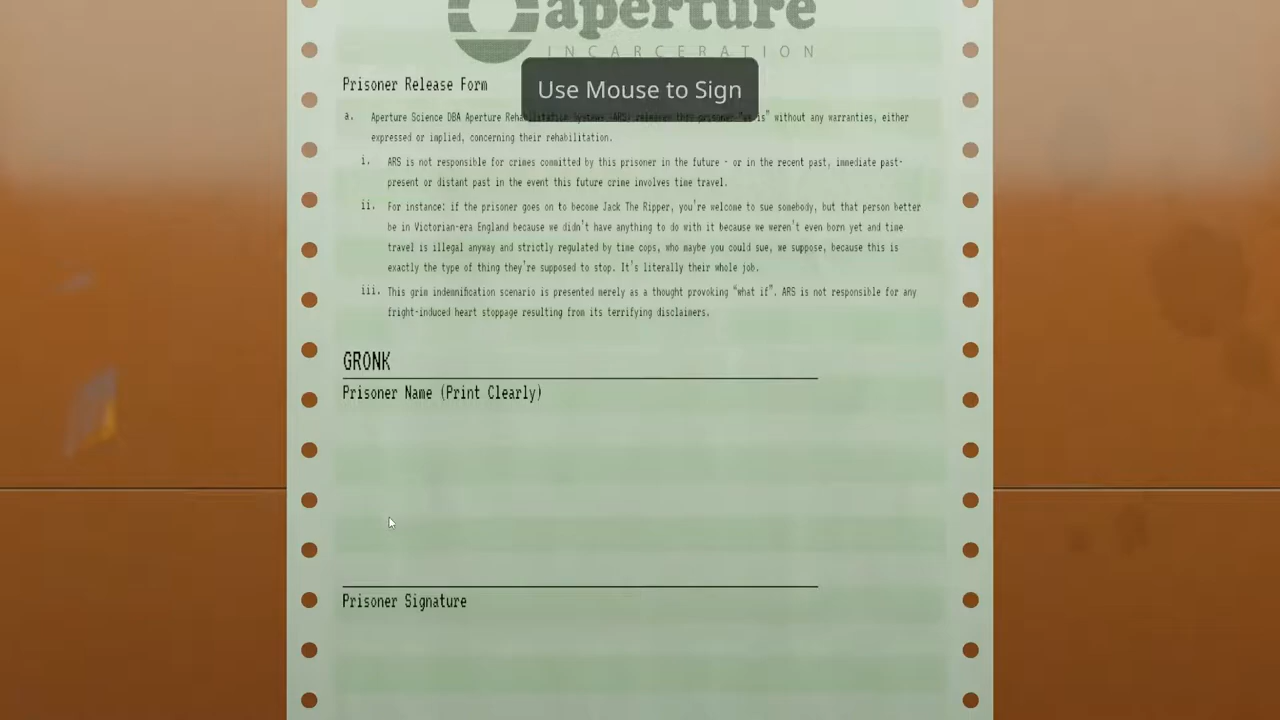 aperture
INCARCERATION
Use Mouse to Sign
Prisoner Release Form
a. Aperture Science DBA Aperture Rehabilitation Systems (ARS) releases this prisoner "as is" without any warranties, either
expressed or implied, concerning their rehabilitation.
i. ARS is not responsible for crimes committed by this prisoner in the future - or in the recent past, immediate past-
present or distant past in the event this future crime involves time travel.
ii. For instance: if the prisoner goes on to become Jack The Ripper, you're welcome to sue somebody, but that person better
be in Victorian-era England because we didn't have anything to do with it because we weren't even born yet and time
travel is illegal anyway and strictly regulated by time cops, who maybe you could sue, we suppose, because this is
exactly the type of thing they're supposed to stop. It's literally their whole job.
iii. This grim indemnification scenario is presented merely as a thought provoking “what if”. ARS is not responsible for any
fright-induced heart stoppage resulting from its terrifying disclaimers.
GRONK
Prisoner Name (Print Clearly)
Prisoner Signature